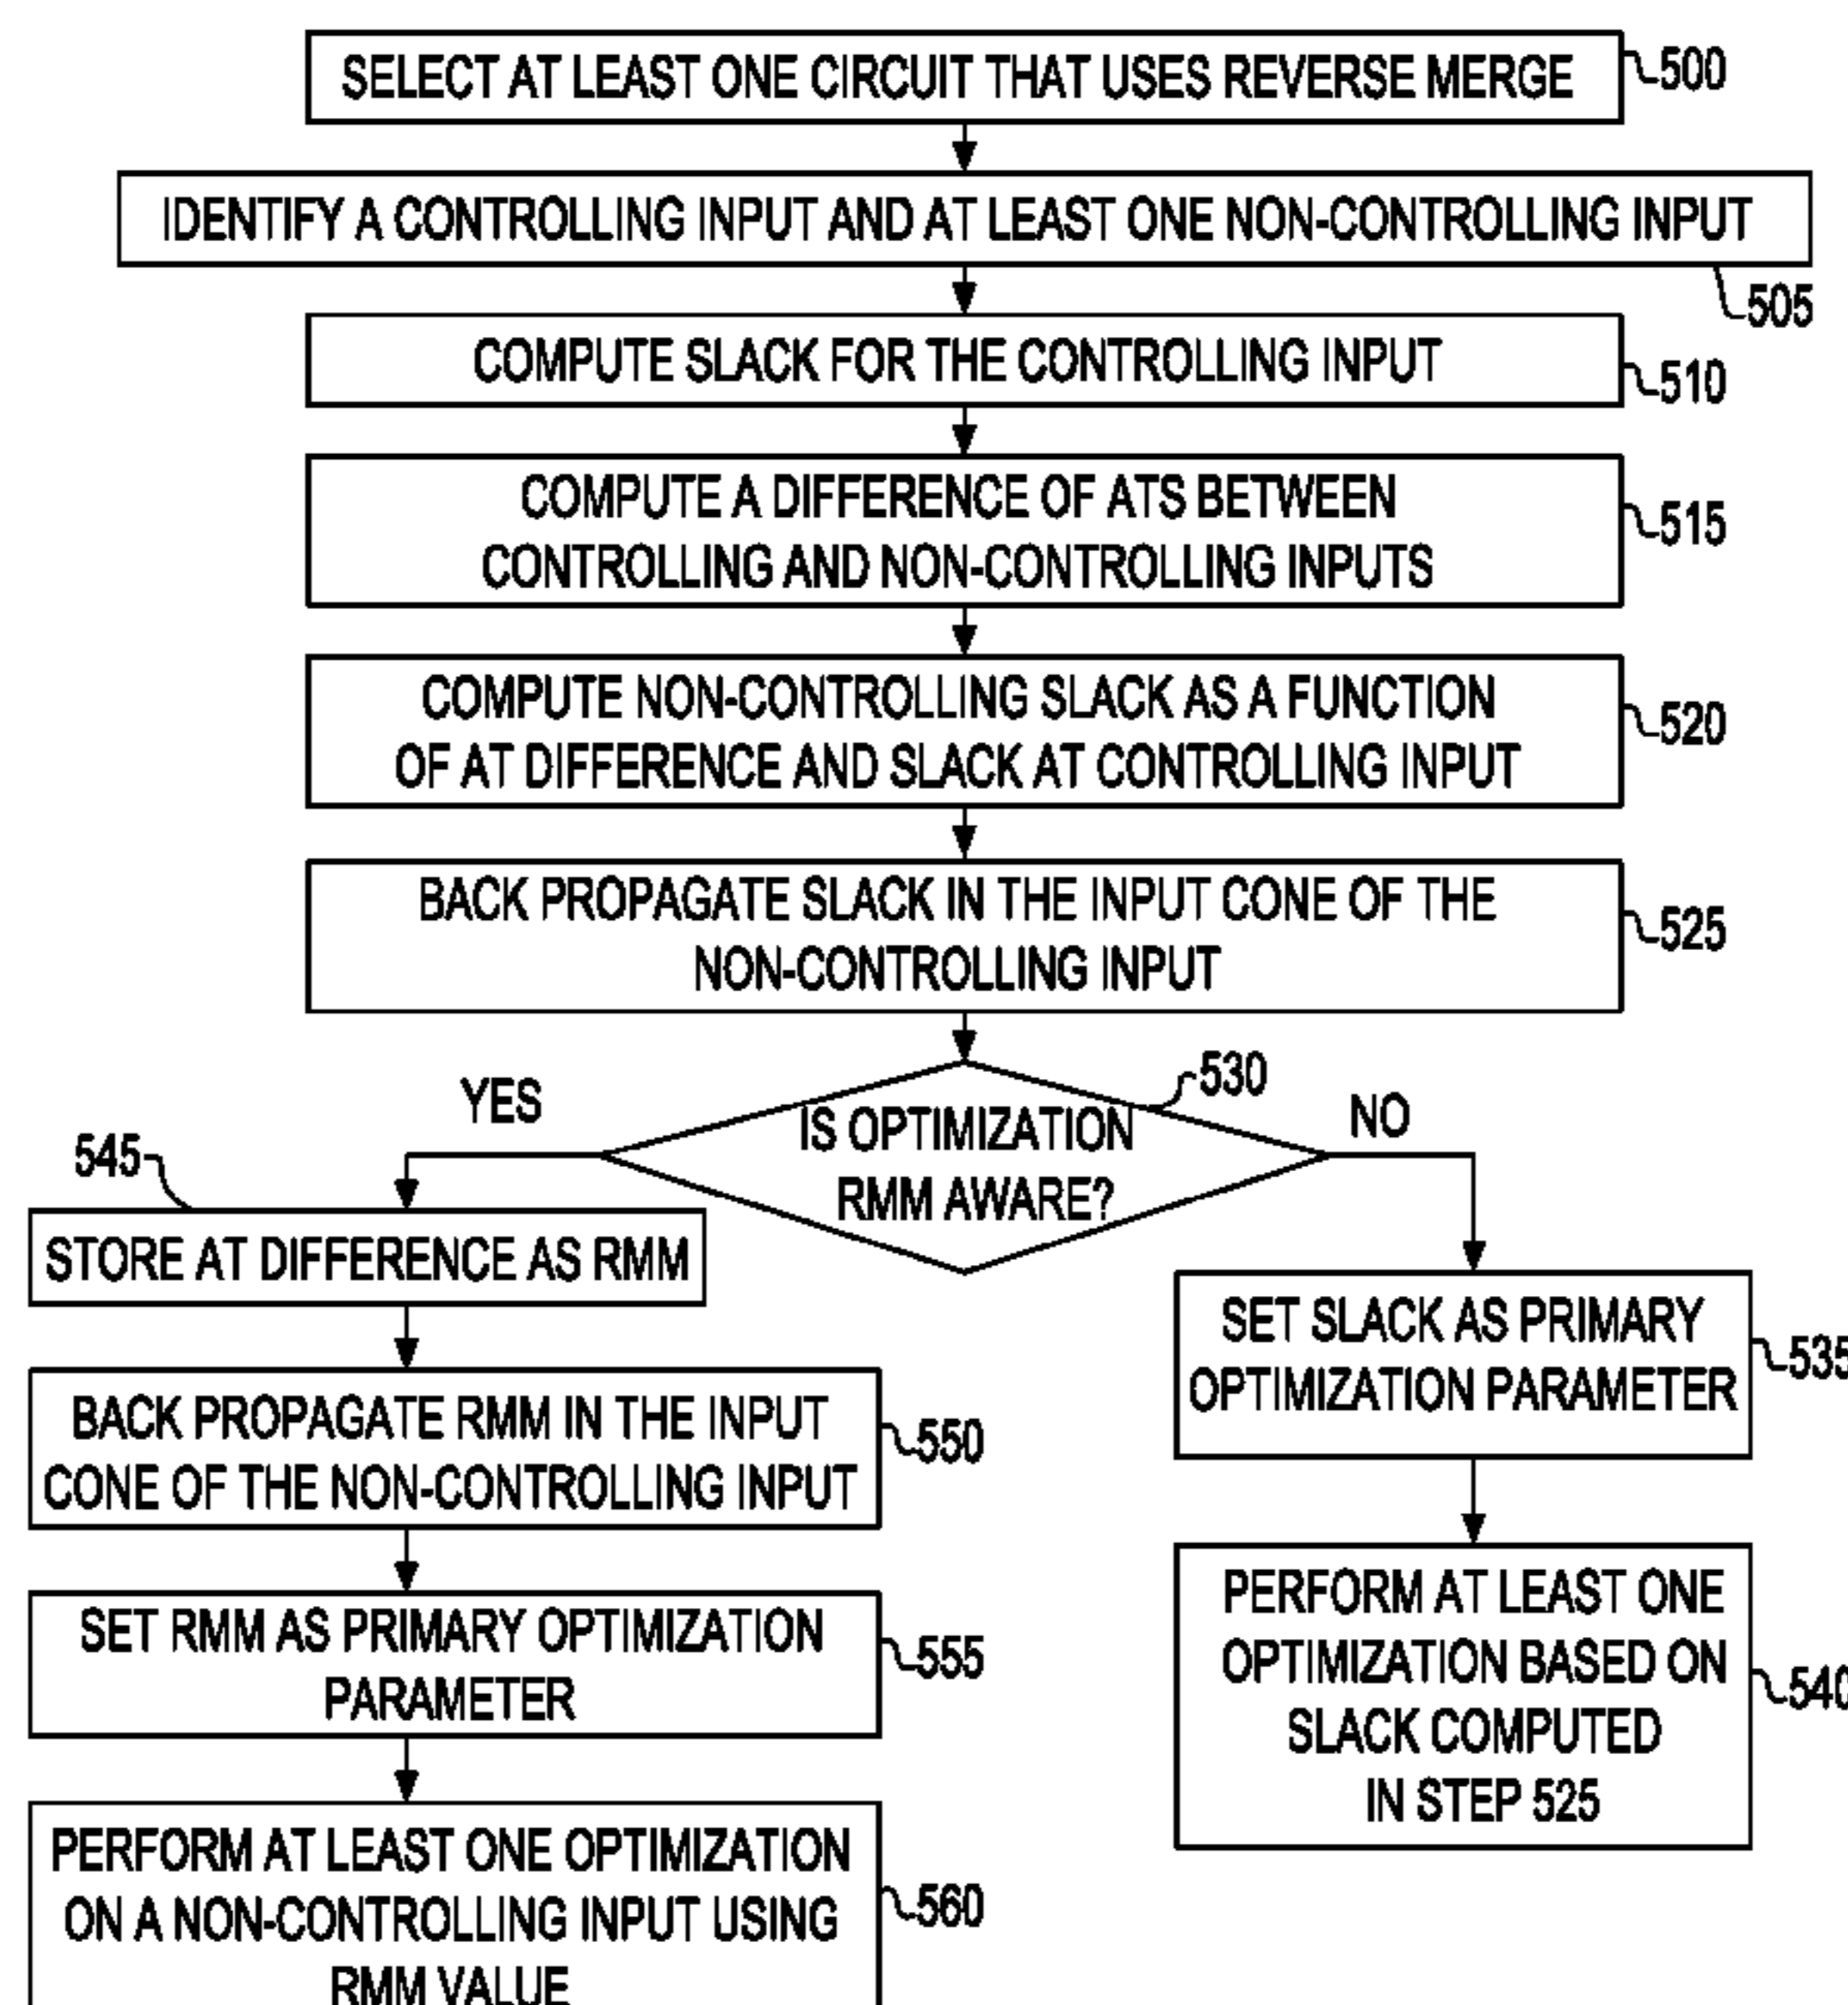 SELECT AT LEAST ONE CIRCUIT THAT USES REVERSE MERGE
500
IDENTIFY A CONTROLLING INPUT AND AT LEAST ONE NON-CONTROLLING INPUT
505
COMPUTE SLACK FOR THE CONTROLLING INPUT
510
COMPUTE A DIFFERENCE OF ATS BETWEEN
CONTROLLING AND NON-CONTROLLING INPUTS
515
COMPUTE NON-CONTROLLING SLACK AS A FUNCTION
OF AT DIFFERENCE AND SLACK AT CONTROLLING INPUT
520
BACK PROPAGATE SLACK IN THE INPUT CONE OF THE
NON-CONTROLLING INPUT
525
530
YES
IS OPTIMIZATION
RMM AWARE?
NO
545
STORE AT DIFFERENCE AS RMM
BACK PROPAGATE RMM IN THE INPUT
CONE OF THE NON-CONTROLLING INPUT
550
SET RMM AS PRIMARY OPTIMIZATION
PARAMETER
555
PERFORM AT LEAST ONE OPTIMIZATION
ON A NON-CONTROLLING INPUT USING
RMM VALUE
560
SET SLACK AS PRIMARY
OPTIMIZATION PARAMETER
535
PERFORM AT LEAST ONE
OPTIMIZATION BASED ON
SLACK COMPUTED
IN STEP 525
540